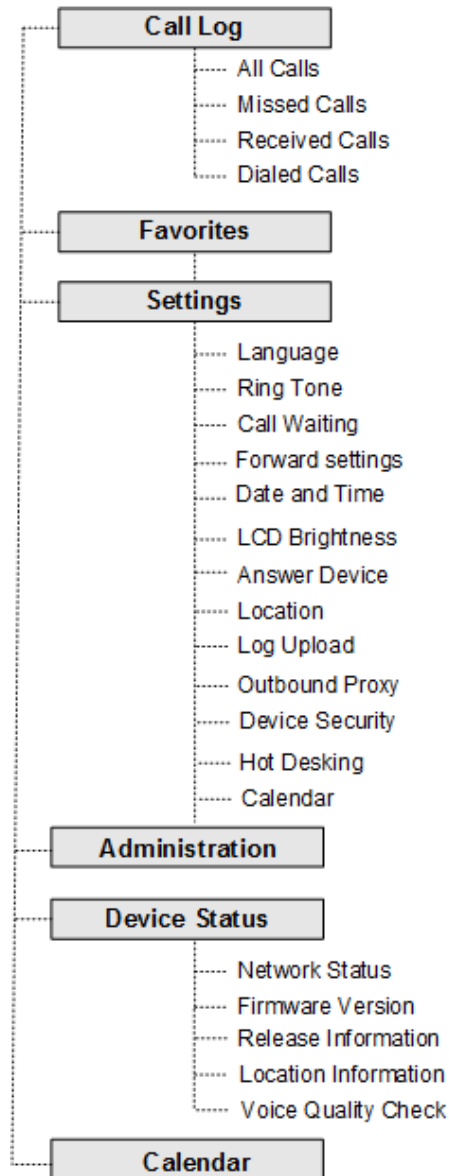 Call Log
All Calls
Missed Calls
Received Calls
Dialed Calls
Favorites
Settings
Language
Ring Tone
Call Waiting
Forward settings
Date and Time
LCD Brightness
Answer Device
Location
Log Upload
Outbound Proxy
Device Security
Hot Desking
Calendar
Administration
Device Status
Network Status
Firmware Version
Release Information
Location Information
Voice Quality Check
Calendar